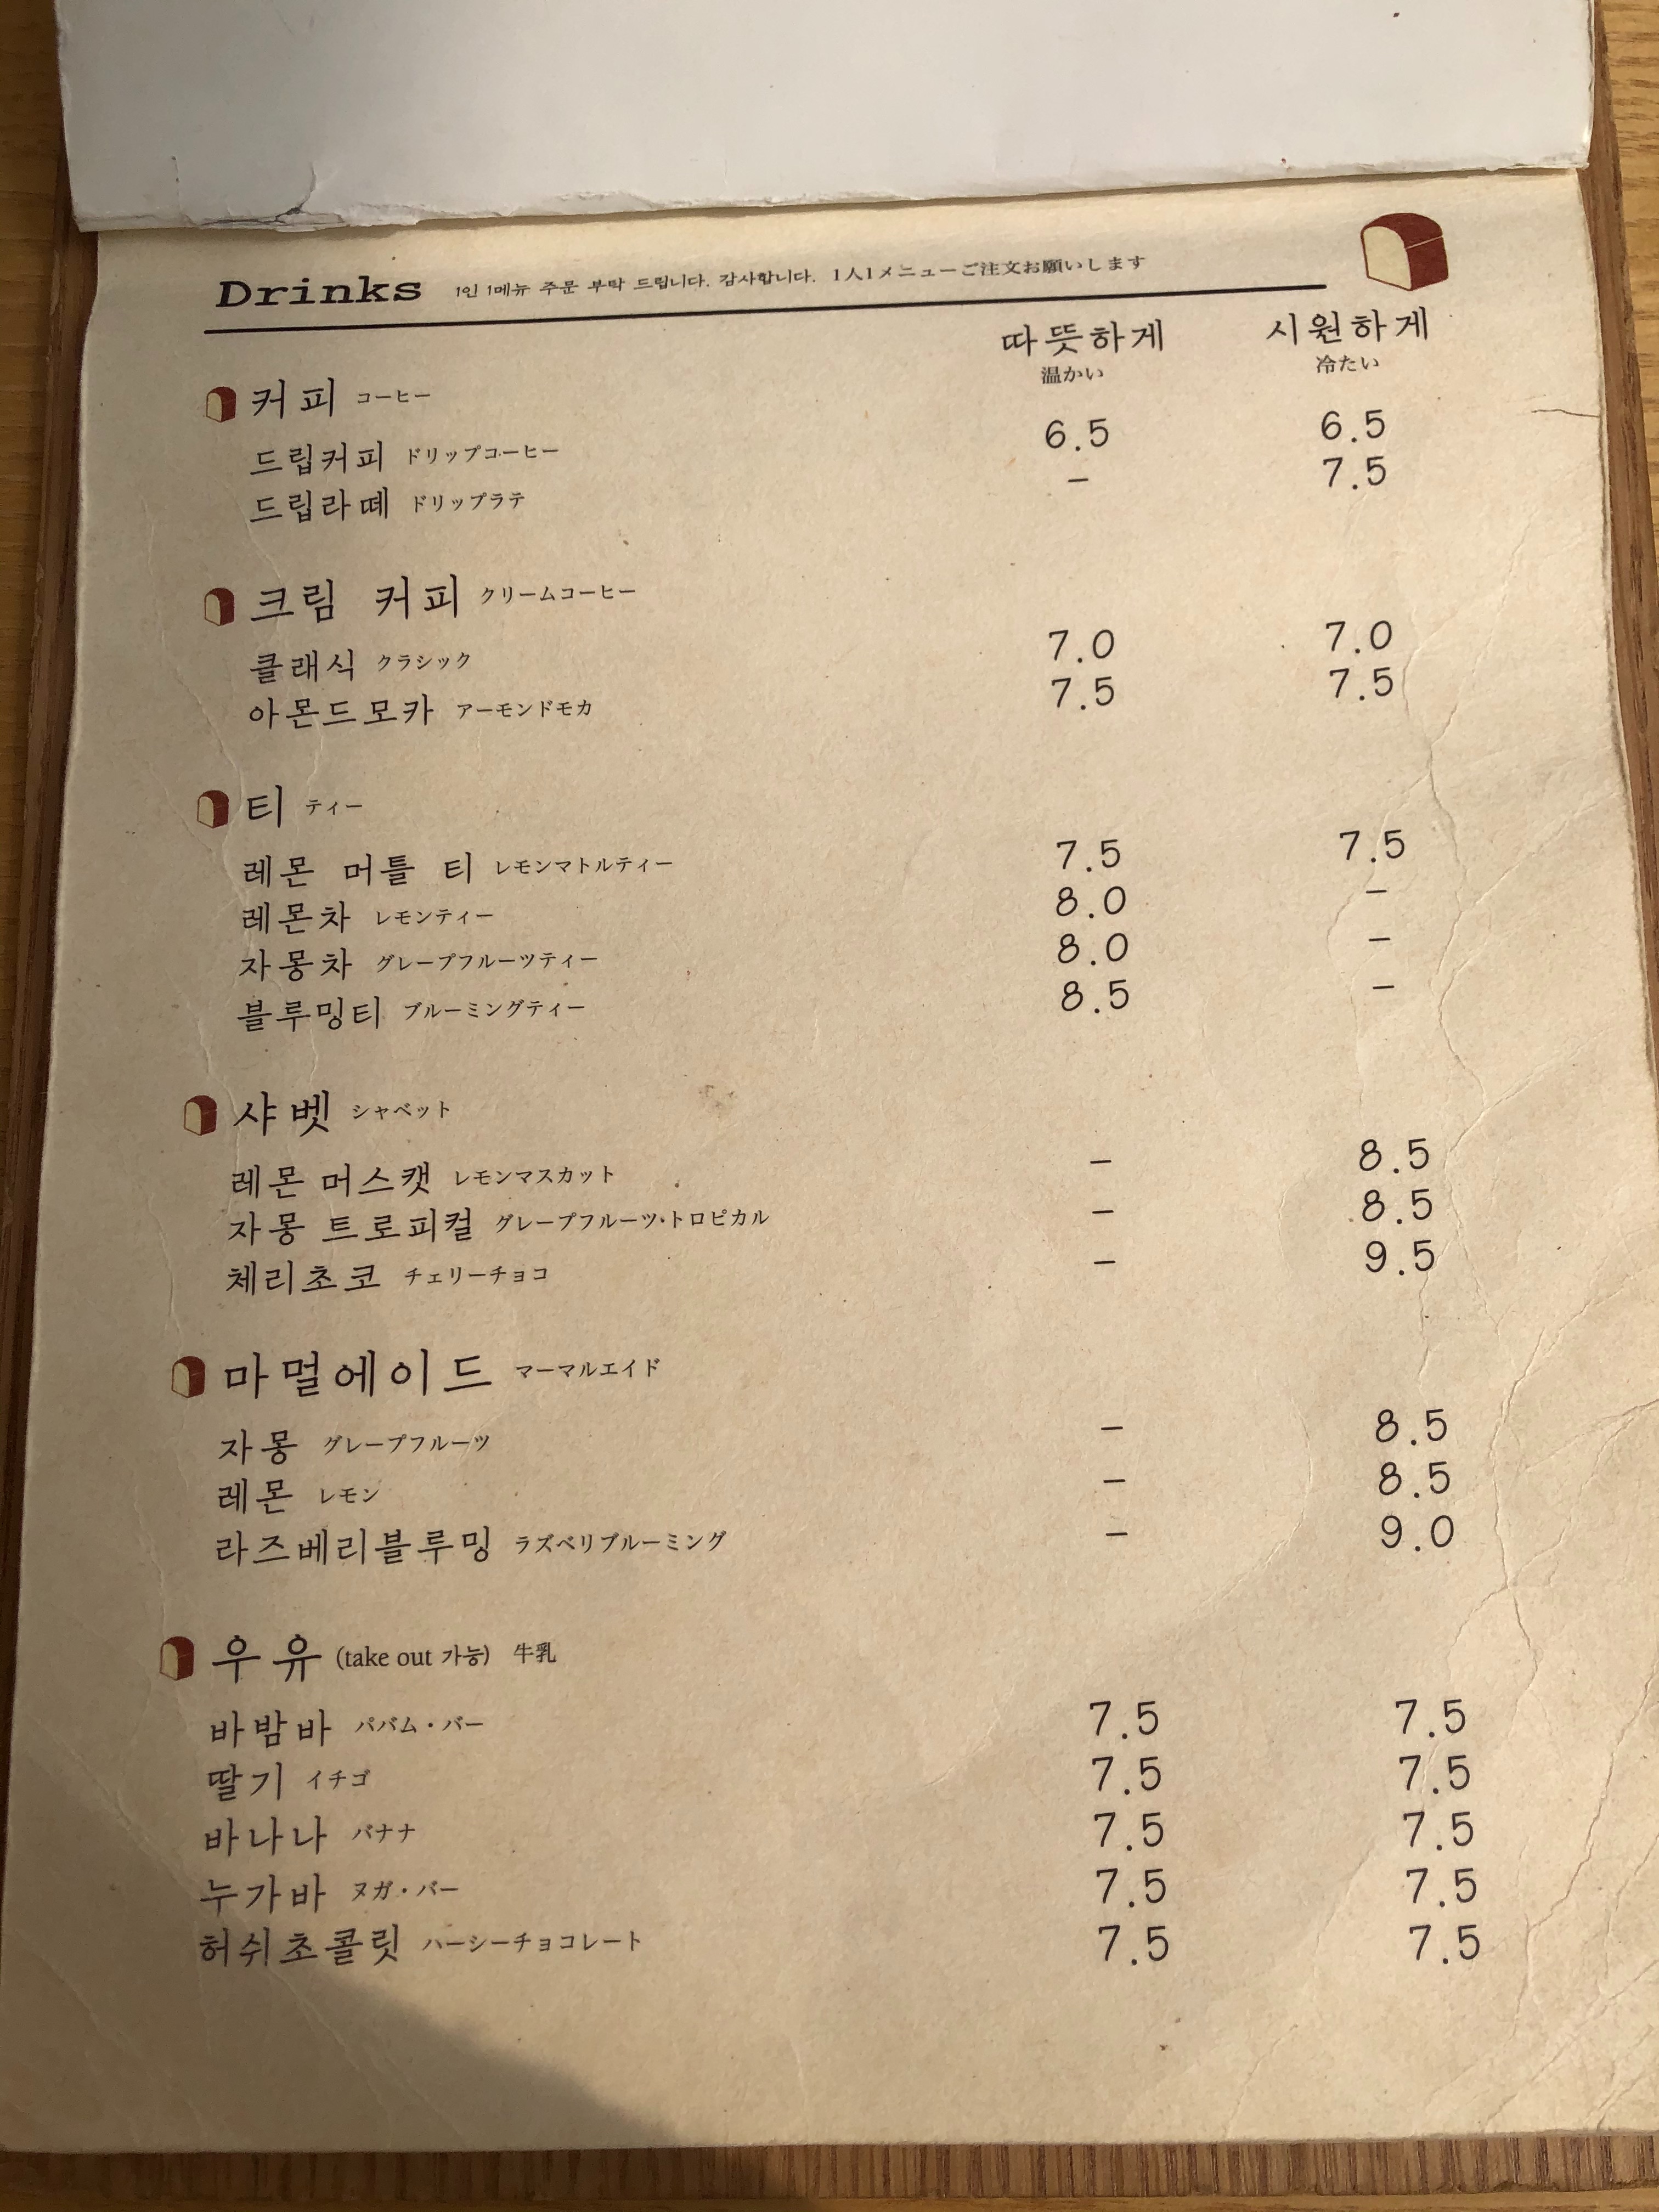 Drinks 1인 1메뉴 주문 부탁 드립니다. 감사합니다. 1人1メニューご注文お願いします
따뜻하게 시원하게
温かい 冷たい
커피 コーヒー
드립커피 ドリップコーヒー 6.5 6.5
드립라떼 ドリップラテ – 7.5
크림 커피 クリームコーヒー
클래식 クラシック 7.0 7.0
아몬드모카 アーモンドモカ 7.5 7.5
티 ティー
레몬 머틀 티 レモンマトルティー 7.5 7.5
레몬차 レモンティー 8.0 –
자몽차 グレープフルーツティー 8.0 –
블루밍티 ブルーミングティー 8.5 –
샤벳 シャベット
레몬 머스캣 レモンマスカット – 8.5
자몽 트로피컬 グレープフルーツ・トロピカル – 8.5
체리초코 チェリーチョコ – 9.5
마멀에이드 マーマルエイド
자몽 グレープフルーツ – 8.5
레몬 レモン – 8.5
라즈베리블루밍 ラズベリブルーミング – 9.0
우유 (take out 가능) 牛乳
바밤바 パバム・バー 7.5 7.5
딸기 イチゴ 7.5 7.5
바나나 バナナ 7.5 7.5
누가바 ヌガ・バー 7.5 7.5
허쉬초콜릿 ハーシーチョコレート 7.5 7.5